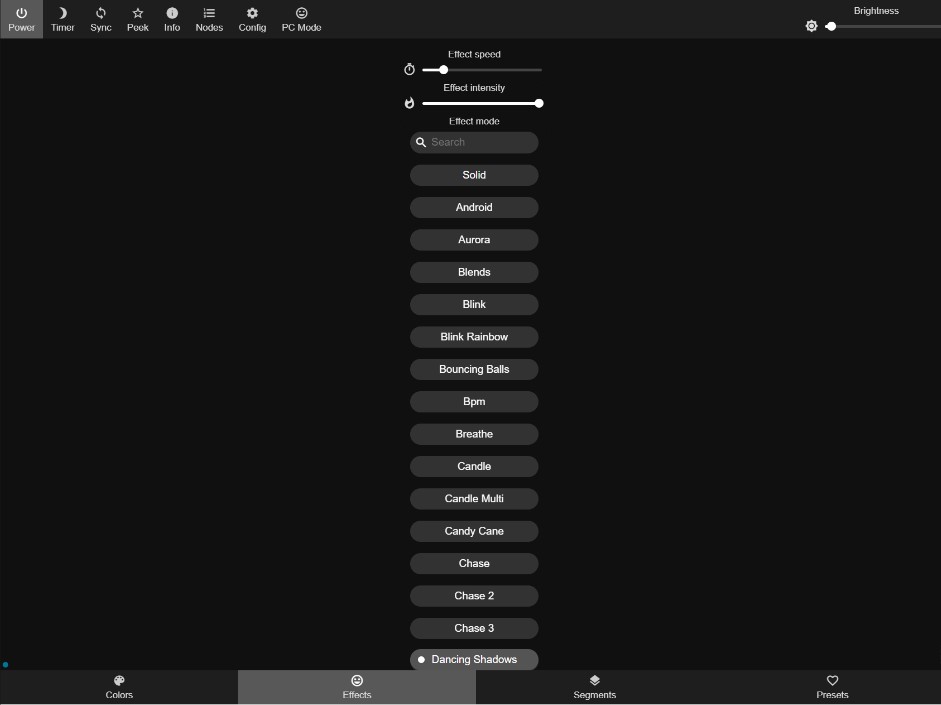 Power
Timer
Sync
Peek
Info
Nodes
Config
PC Mode
Brightness
Effect speed
Effect intensity
Effect mode
Search
Solid
Android
Aurora
Blends
Blink
Blink Rainbow
Bouncing Balls
Bpm
Breathe
Candle
Candle Multi
Candy Cane
Chase
Chase 2
Chase 3
Dancing Shadows
Colors
Effects
Segments
Presets